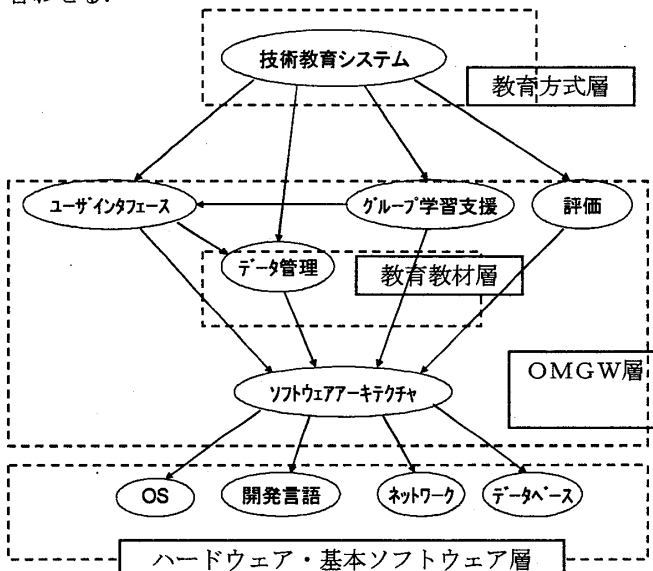 合わせる.
技術教育システム
教育方式層
ユーザインタフェース
グループ学習支援
評価
データ管理
教育教材層
OMGW層
ソフトウェアアーキテクチャ
OS
開発言語
ネットワーク
データベース
ハードウェア・基本ソフトウェア層